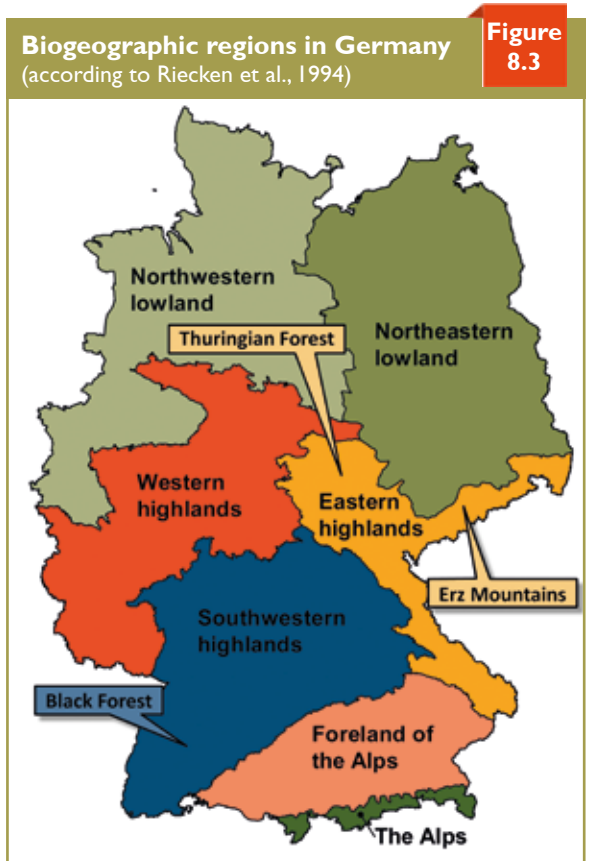 Biogeographic regions in Germany
(according to Riecken et al., 1994)
Figure
8.3
Northwestern
lowland
Thuringian Forest
Northeastern
lowland
Western
highlands
Eastern
highlands
Erz Mountains
Southwestern
highlands
Black Forest
Foreland of
the Alps
The Alps